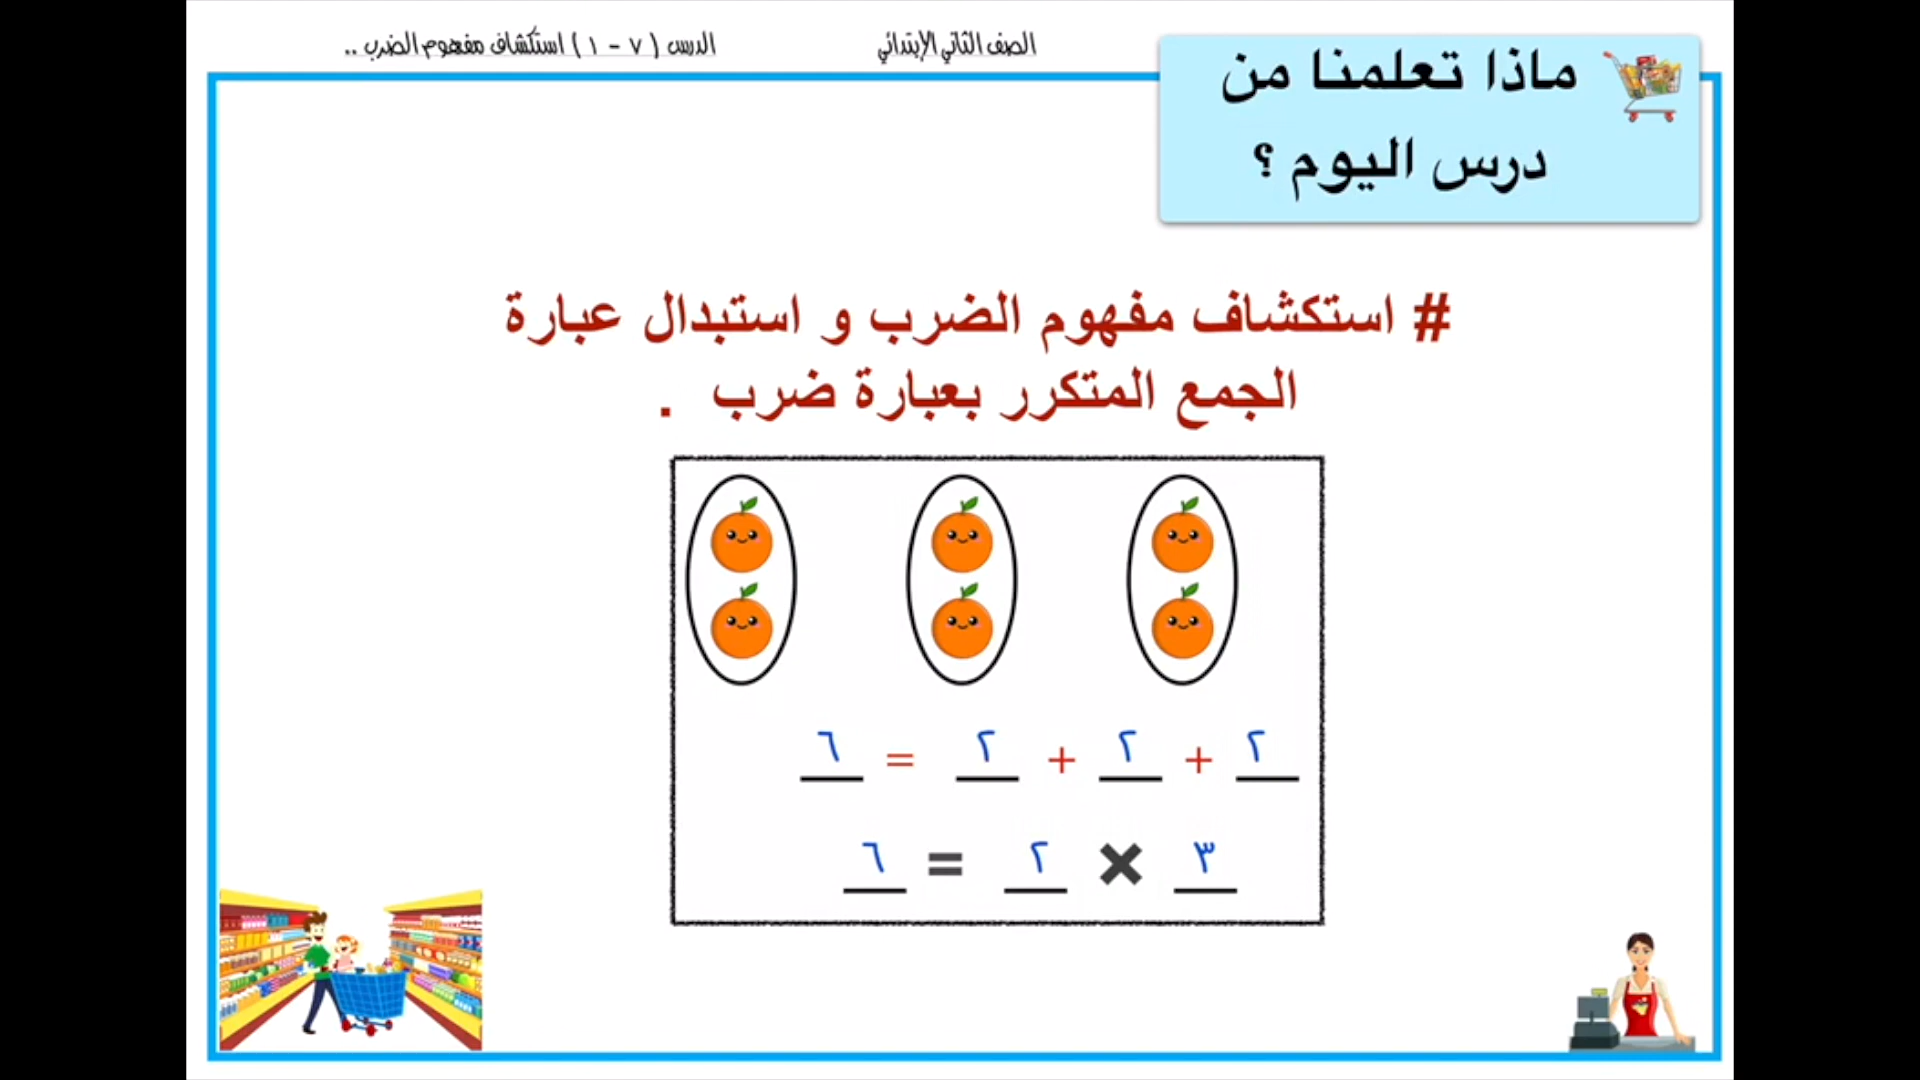 الصف الثاني الإبتدائي
الدرس ( ٧ - ١ ) استكشاف مفهوم الضرب ..
ماذا تعلمنا من
درس اليوم ؟
# استكشاف مفهوم الضرب و استبدال عبارة
الجمع المتكرر بعبارة ضرب .
٢ + ٢ + ٢ = ٦
٣ × ٢ = ٦